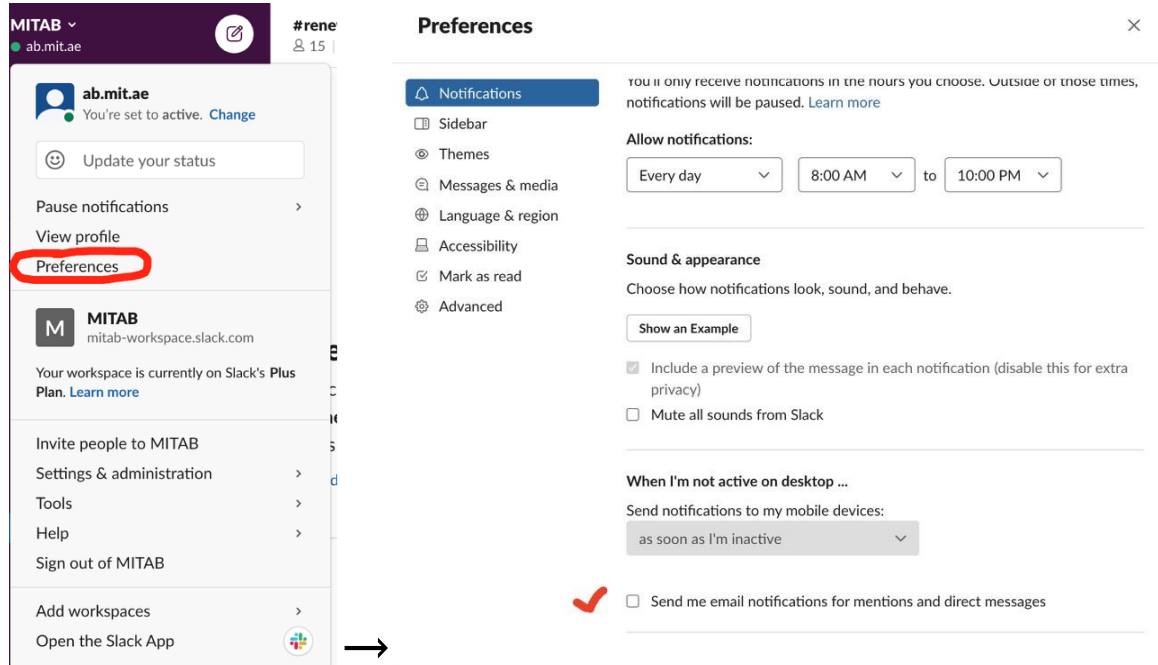 MITAB
ab.mit.ae
#rene
15
ab.mit.ae
You're set to active. Change
Update your status
Pause notifications
View profile
Preferences
M
MITAB
mitab-workspace.slack.com
Your workspace is currently on Slack's Plus
Plan. Learn more
Invite people to MITAB
Settings & administration
Tools
Help
Sign out of MITAB
Add workspaces
Open the Slack App
Preferences
Notifications
Sidebar
Themes
Messages & media
Language & region
Accessibility
Mark as read
Advanced
You'll only receive notifications in the hours you choose. Outside of those times,
notifications will be paused. Learn more
Allow notifications:
Every day
8:00 AM
to
10:00 PM
Sound & appearance
Choose how notifications look, sound, and behave.
Show an Example
Include a preview of the message in each notification (disable this for extra
privacy)
Mute all sounds from Slack
When I'm not active on desktop ...
Send notifications to my mobile devices:
as soon as I'm inactive
Send me email notifications for mentions and direct messages